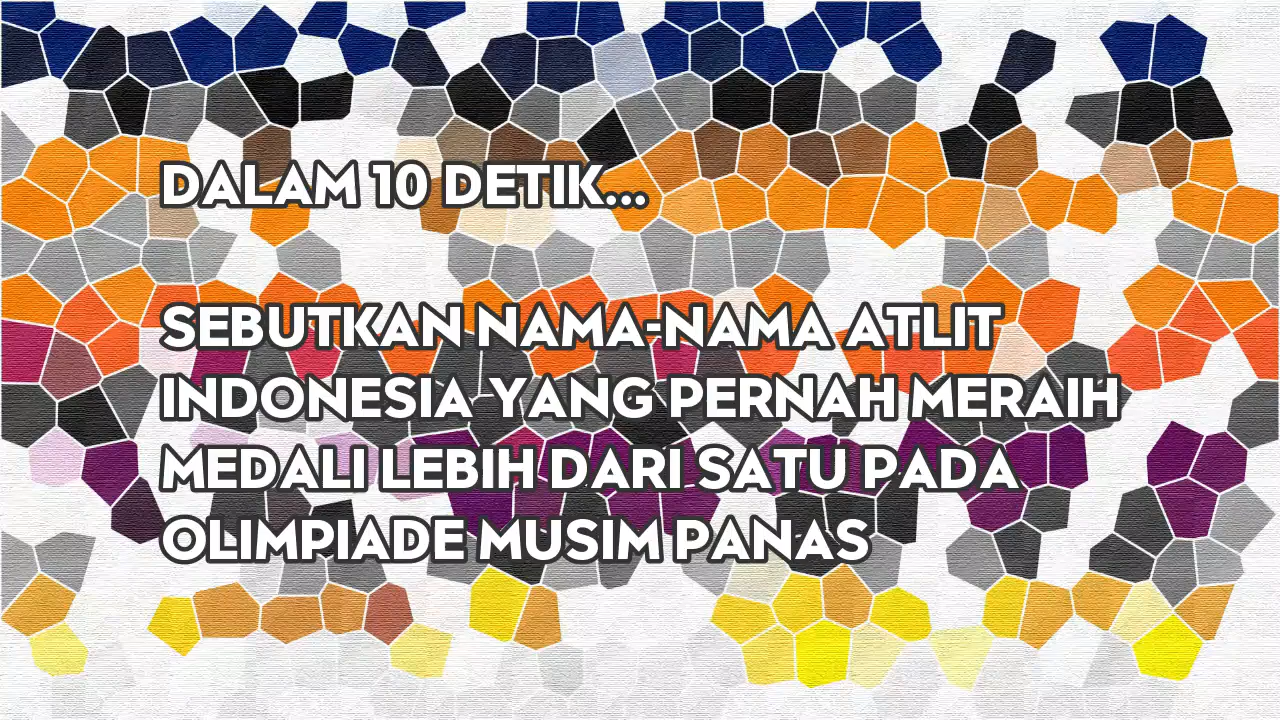 DALAM 10 DETIK...
SEBUTKAN NAMA-NAMA ATLIT
INDONESIA YANG PERNAH MERAIH
MEDALI LEBIH DARI SATU PADA
OLIMPIADE MUSIM PANAS